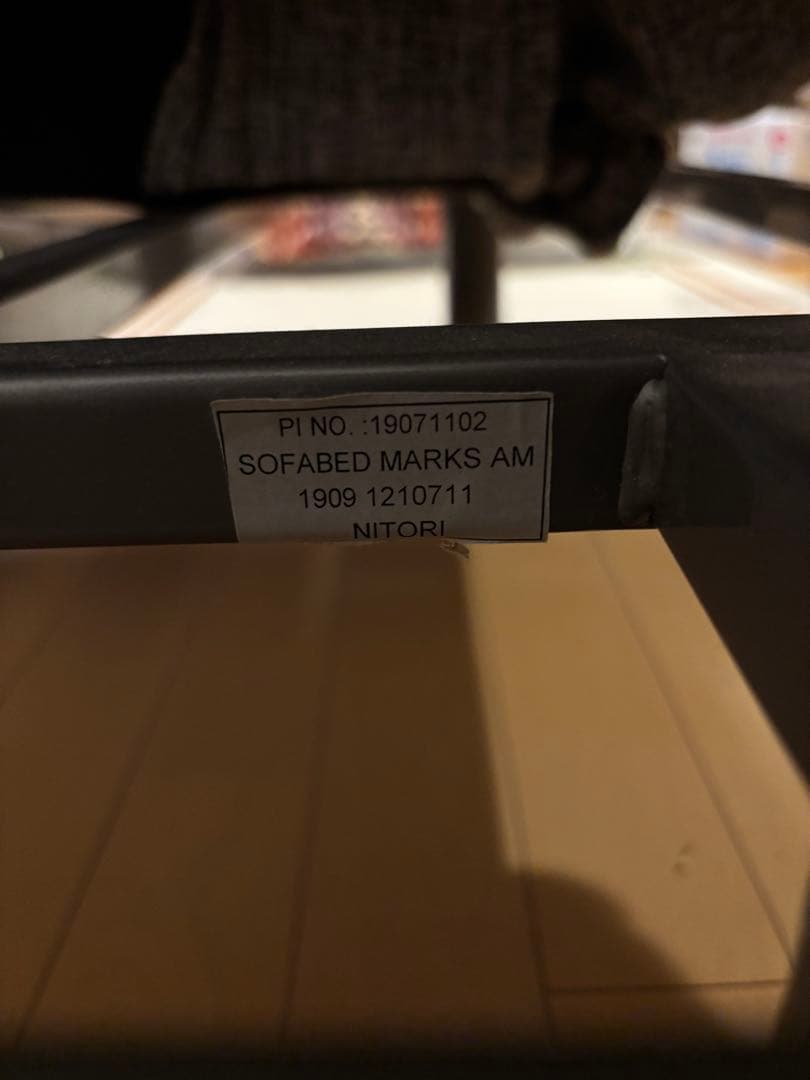 PI NO. :19071102
SOFABED MARKS AM
1909 1210711
NITORI